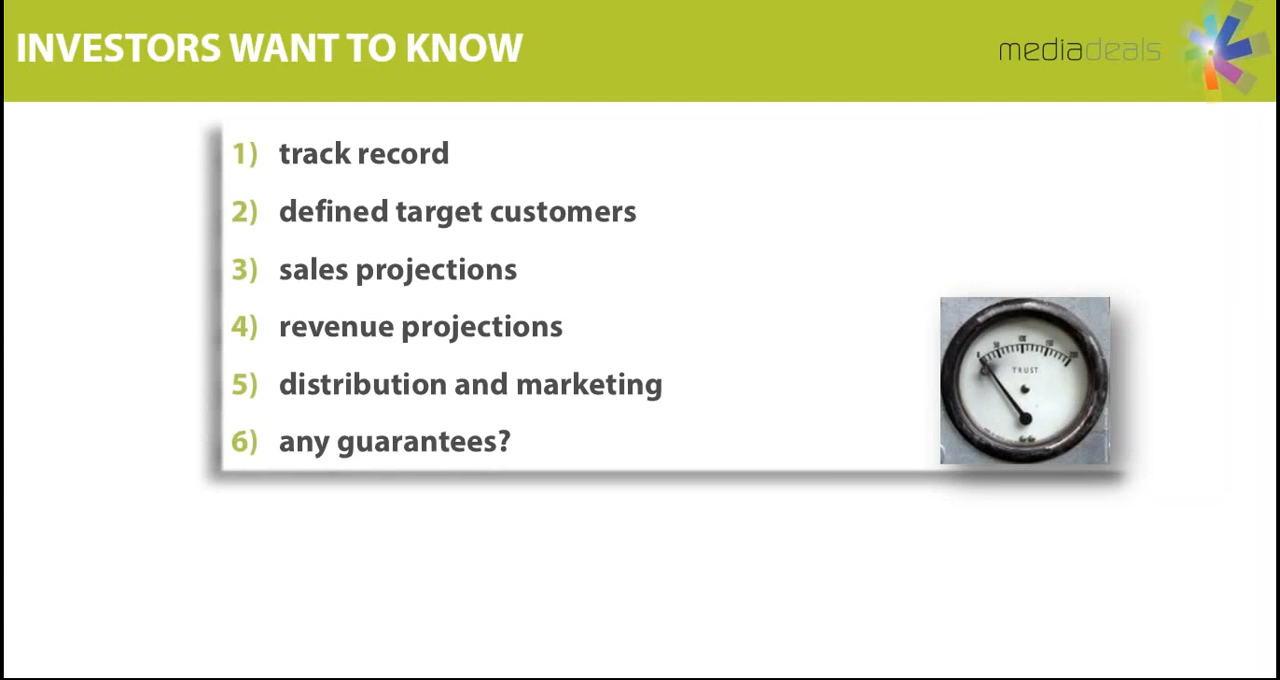 INVESTORS WANT TO KNOW
mediadeals
1) track record
2) defined target customers
3) sales projections
4) revenue projections
5) distribution and marketing
6) any guarantees?
TRUST